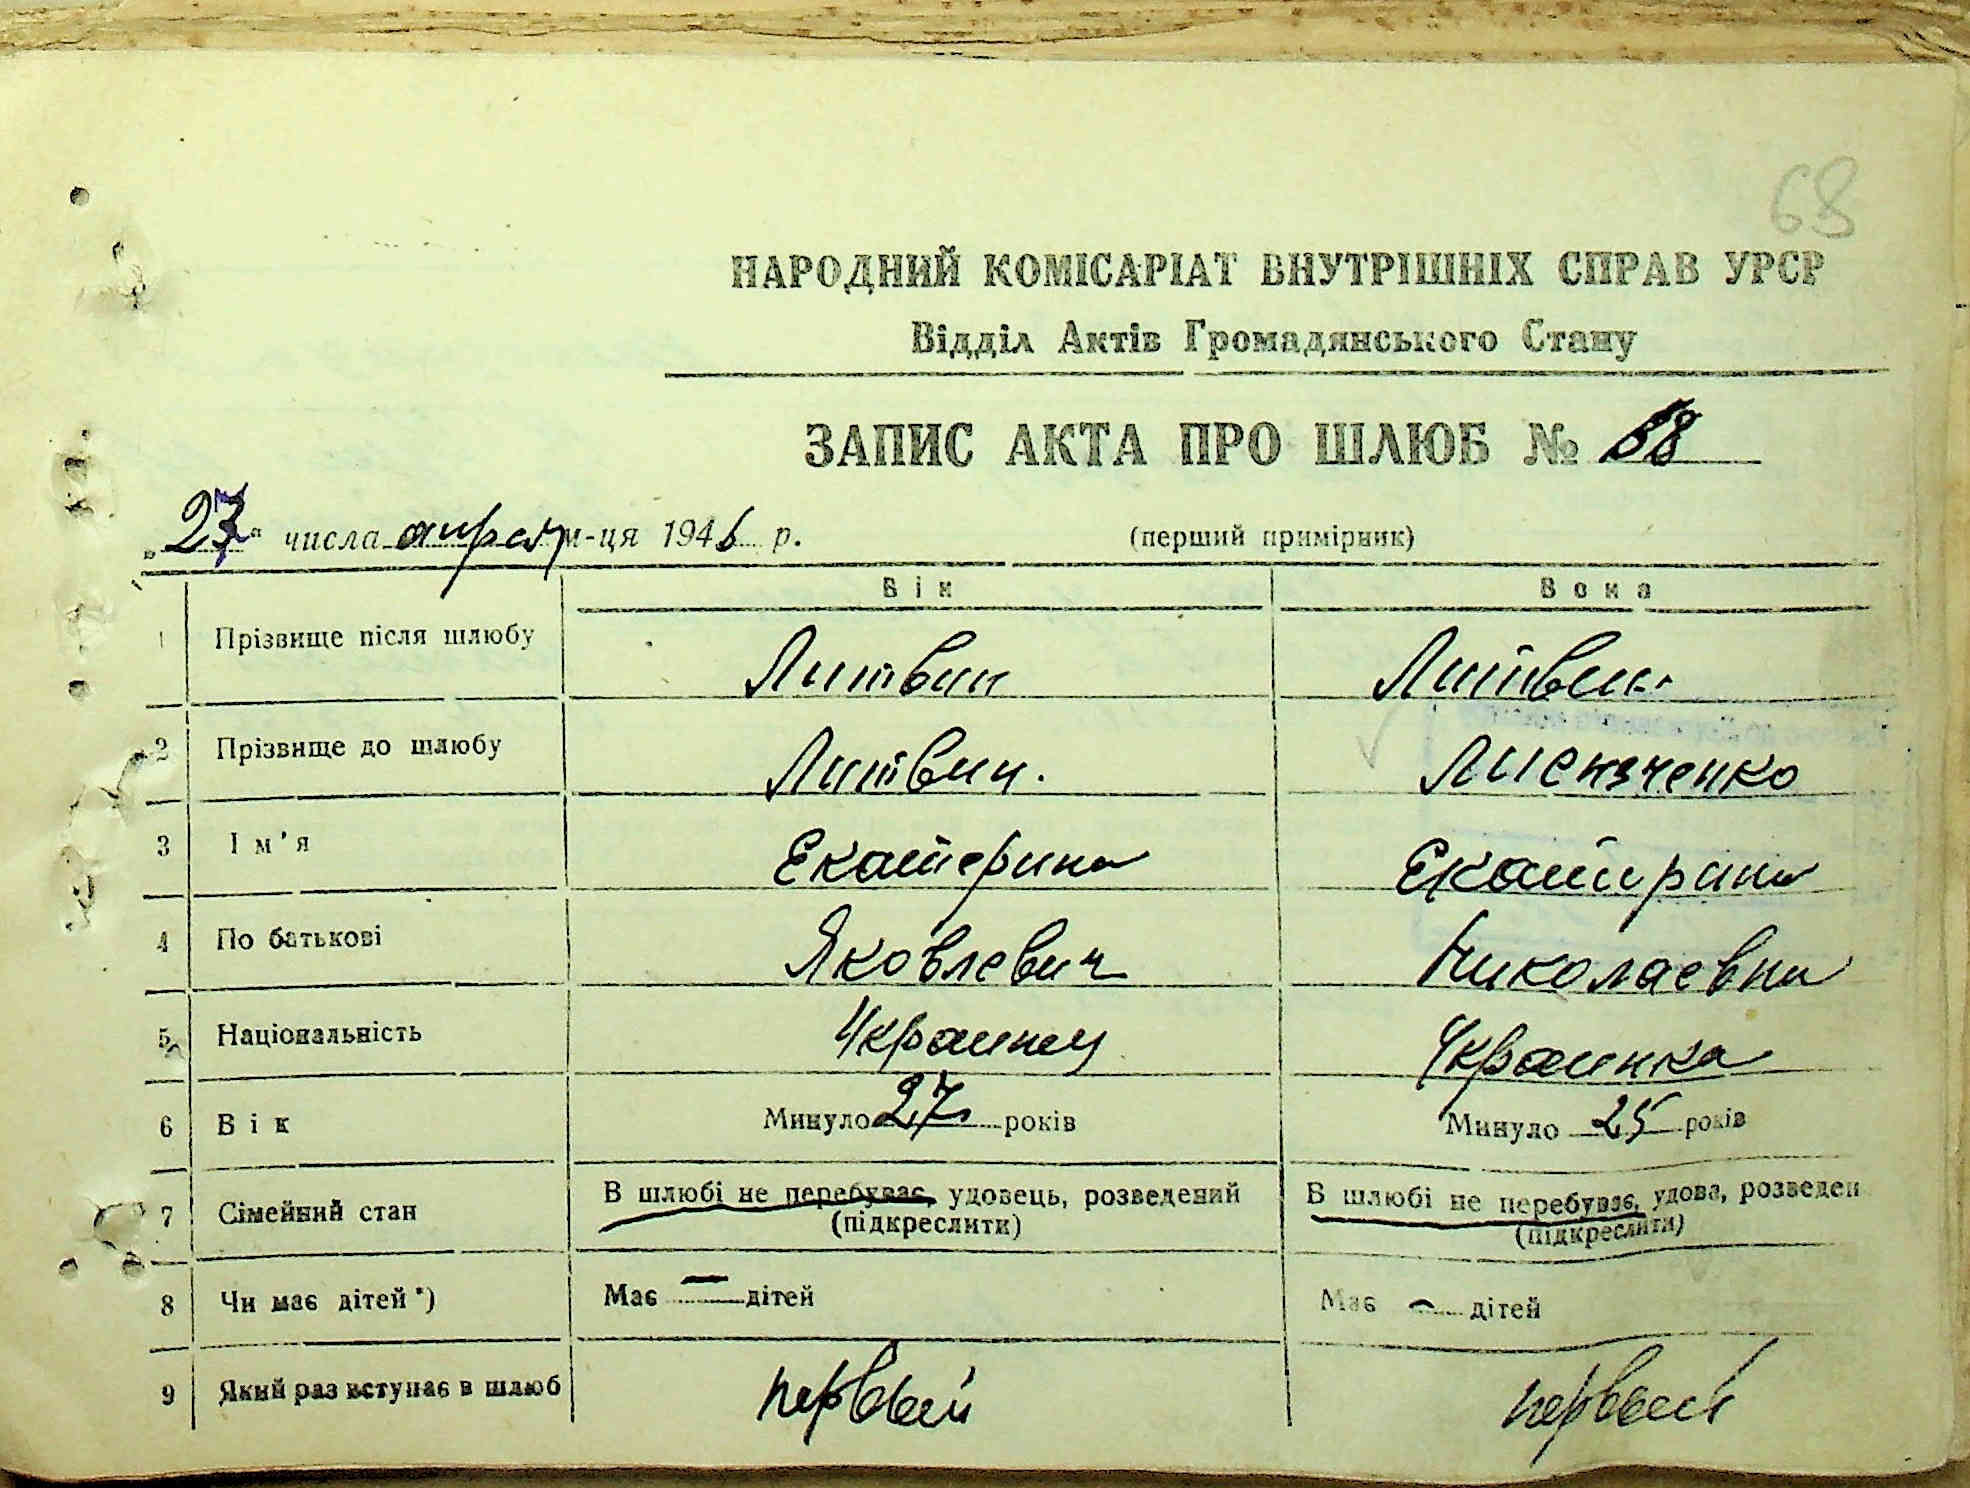 68
НАРОДНИЙ КОМІСАРІАТ ВНУТРІШНІХ СПРАВ УРСР
Відділ Актів Громадянського Стану
ЗАПИС АКТА ПРО ШЛЮБ № 68
„27" числа апреля м-ця 1946 р. (перший примірник)
Він Вона
1 Прізвище після шлюбу Литвин Литвин
2 Прізвище до шлюбу Литвин.
3 Ім'я Екатерина Екатирина
4 По батькові Яковлевич Николаевна
5 Національність Украинец Украинка
6 Вік Минуло 27 років Минуло 25 років
7 Сімейний стан В шлюбі не перебуває, удовець, розведений В шлюбі не перебуває, удова, розведен
(підкреслити) (підкреслити)
8 Чи має дітей*) Має — дітей Має — дітей
9 Який раз вступає в шлюб первый первый